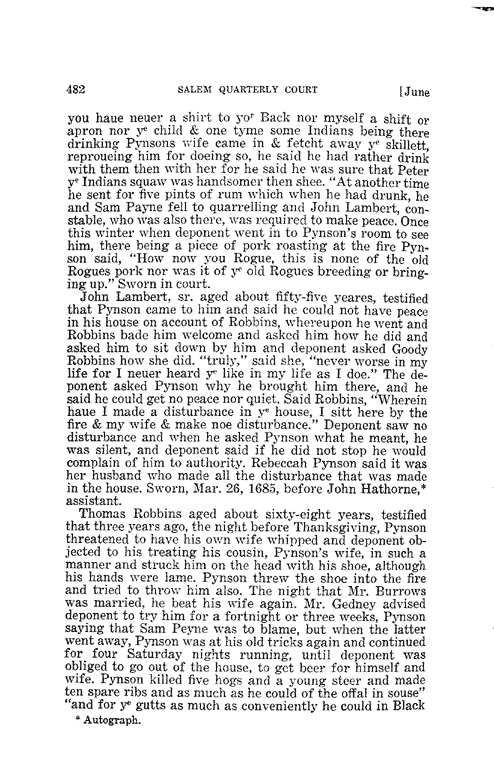 482 SALEM QUARTERLY COURT [June
you haue neuer a shirt to yoʳ Back nor myself a shift or
apron nor yᵉ child & one tyme some Indians being there
drinking Pynsons wife came in & fetcht away yᵉ skillett,
reproueing him for doeing so, he said he had rather drink
with them then with her for he said he was sure that Peter
yᵉ Indians squaw was handsomer then shee. "At another time
he sent for five pints of rum which when he had drunk, he
and Sam Payne fell to quarrelling and John Lambert, con-
stable, who was also there, was required to make peace. Once
this winter when deponent went in to Pynson's room to see
him, there being a piece of pork roasting at the fire Pyn-
son said, "How now you Rogue, this is none of the old
Rogues pork nor was it of yᵉ old Rogues breeding or bring-
ing up." Sworn in court.
John Lambert, sr. aged about fifty-five yeares, testified
that Pynson came to him and said he could not have peace
in his house on account of Robbins, whereupon he went and
Robbins bade him welcome and asked him how he did and
asked him to sit down by him and deponent asked Goody
Robbins how she did. "truly," said she, "never worse in my
life for I neuer heard yᵉ like in my life as I doe." The de-
ponent asked Pynson why he brought him there, and he
said he could get no peace nor quiet. Said Robbins, "Wherein
haue I made a disturbance in yᵉ house, I sitt here by the
fire & my wife & make noe disturbance." Deponent saw no
disturbance and when he asked Pynson what he meant, he
was silent, and deponent said if he did not stop he would
complain of him to authority. Rebeccah Pynson said it was
her husband who made all the disturbance that was made
in the house. Sworn, Mar. 26, 1685, before John Hathorne,*
assistant.
Thomas Robbins aged about sixty-eight years, testified
that three years ago, the night before Thanksgiving, Pynson
threatened to have his own wife whipped and deponent ob-
jected to his treating his cousin, Pynson's wife, in such a
manner and struck him on the head with his shoe, although
his hands were lame. Pynson threw the shoe into the fire
and tried to throw him also. The night that Mr. Burrows
was married, he beat his wife again. Mr. Gedney advised
deponent to try him for a fortnight or three weeks, Pynson
saying that Sam Peyne was to blame, but when the latter
went away, Pynson was at his old tricks again and continued
for four Saturday nights running, until deponent was
obliged to go out of the house, to get beer for himself and
wife. Pynson killed five hogs and a young steer and made
ten spare ribs and as much as he could of the offal in souse"
"and for yᵉ gutts as much as conveniently he could in Black
* Autograph.